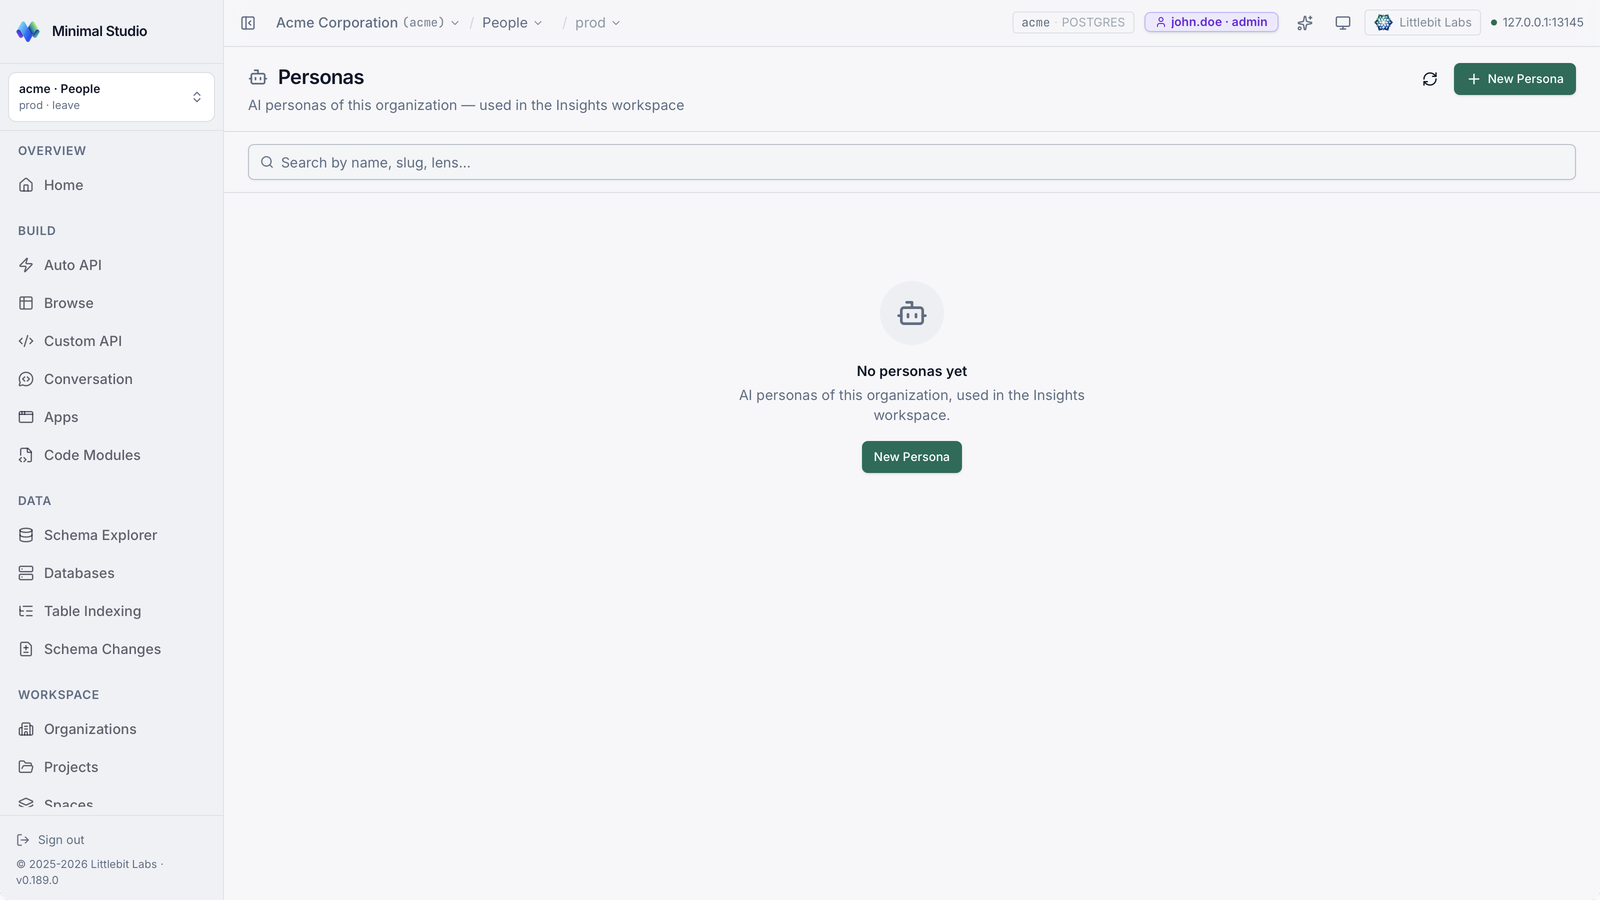 Minimal Studio
acme · People
prod · leave
OVERVIEW
Home
BUILD
Auto API
Browse
Custom API
Conversation
Apps
Code Modules
DATA
Schema Explorer
Databases
Table Indexing
Schema Changes
WORKSPACE
Organizations
Projects
Spaces
Sign out
© 2025-2026 Littlebit Labs ·
v0.189.0
Acme Corporation (acme) / People / prod
acme · POSTGRES
john.doe · admin
Littlebit Labs
127.0.0.1:13145
Personas
AI personas of this organization — used in the Insights workspace
New Persona
Search by name, slug, lens...
No personas yet
AI personas of this organization, used in the Insights
workspace.
New Persona